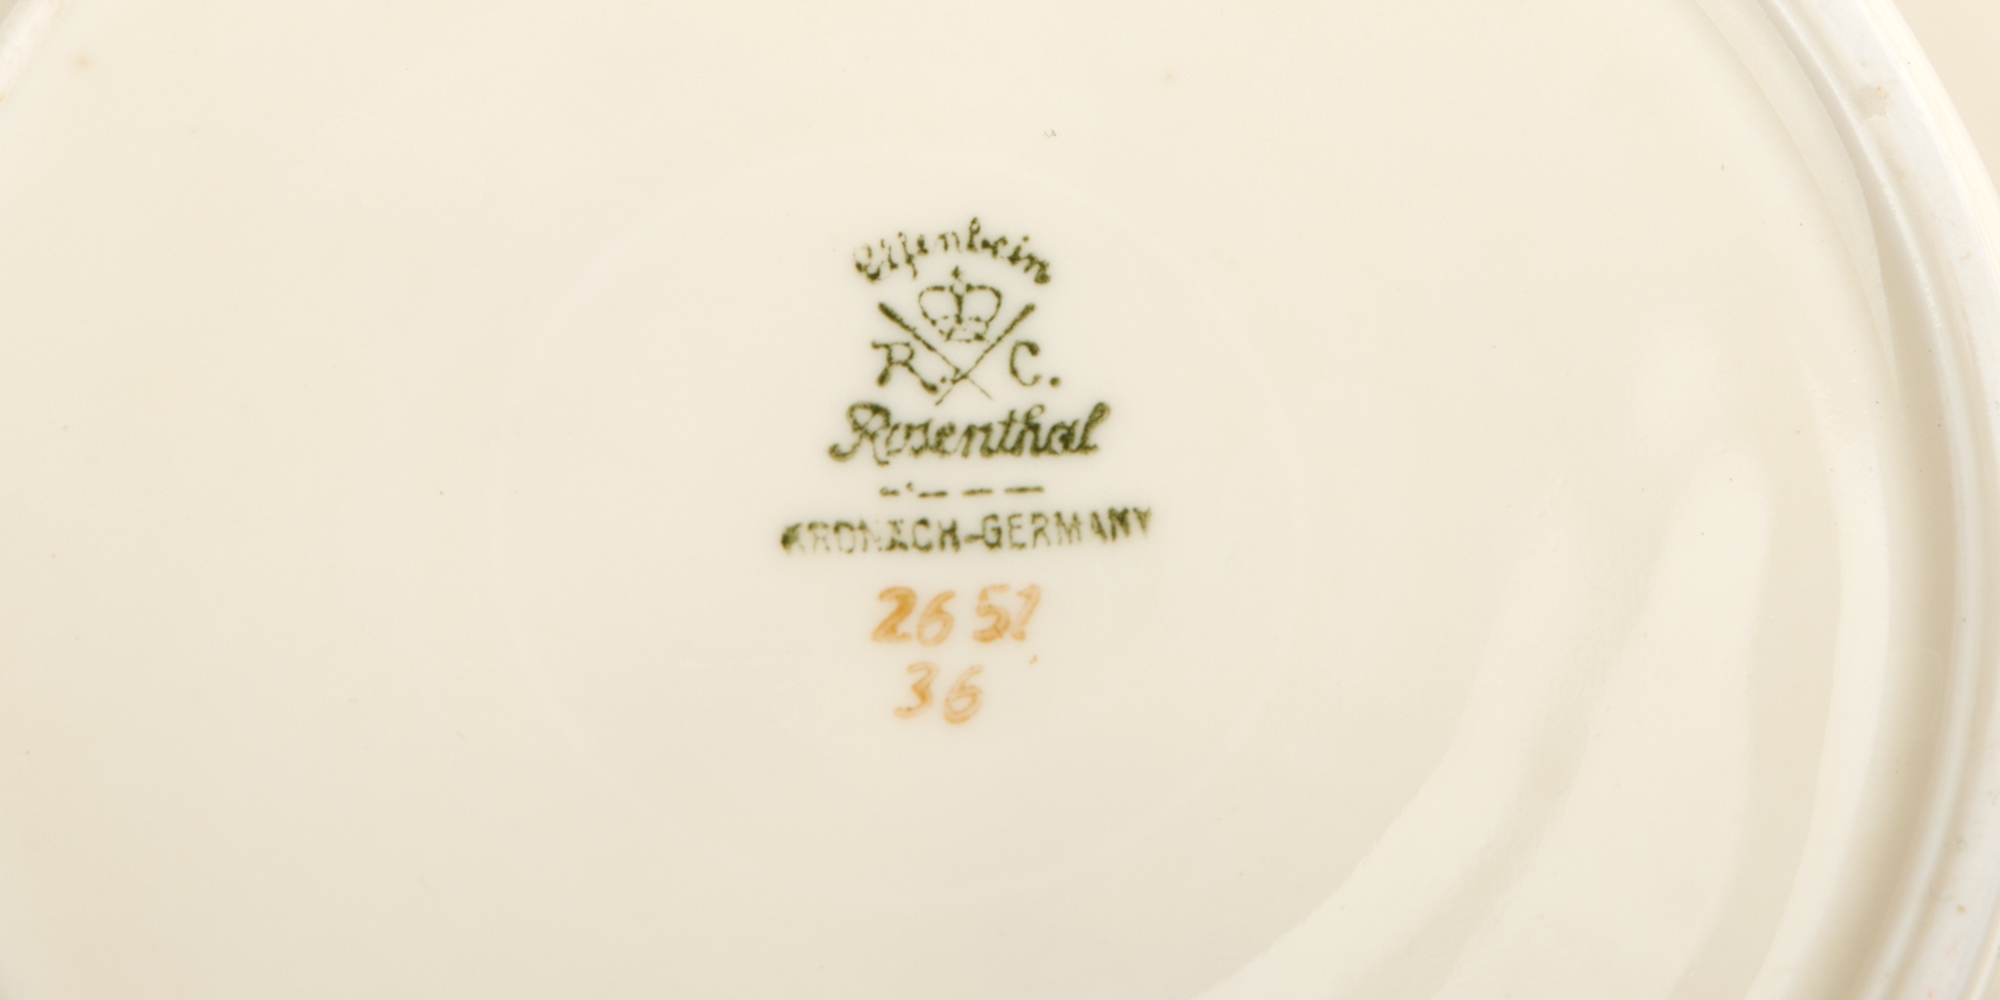 Elfenbein
R. C.
Rosenthal
KRONACH-GERMANY
2651
36